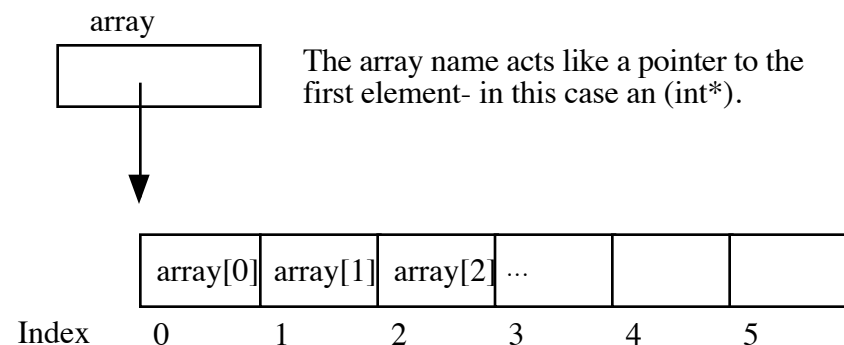 array
The array name acts like a pointer to the
first element- in this case an (int*).
array[0] array[1] array[2] ...
Index 0 1 2 3 4 5